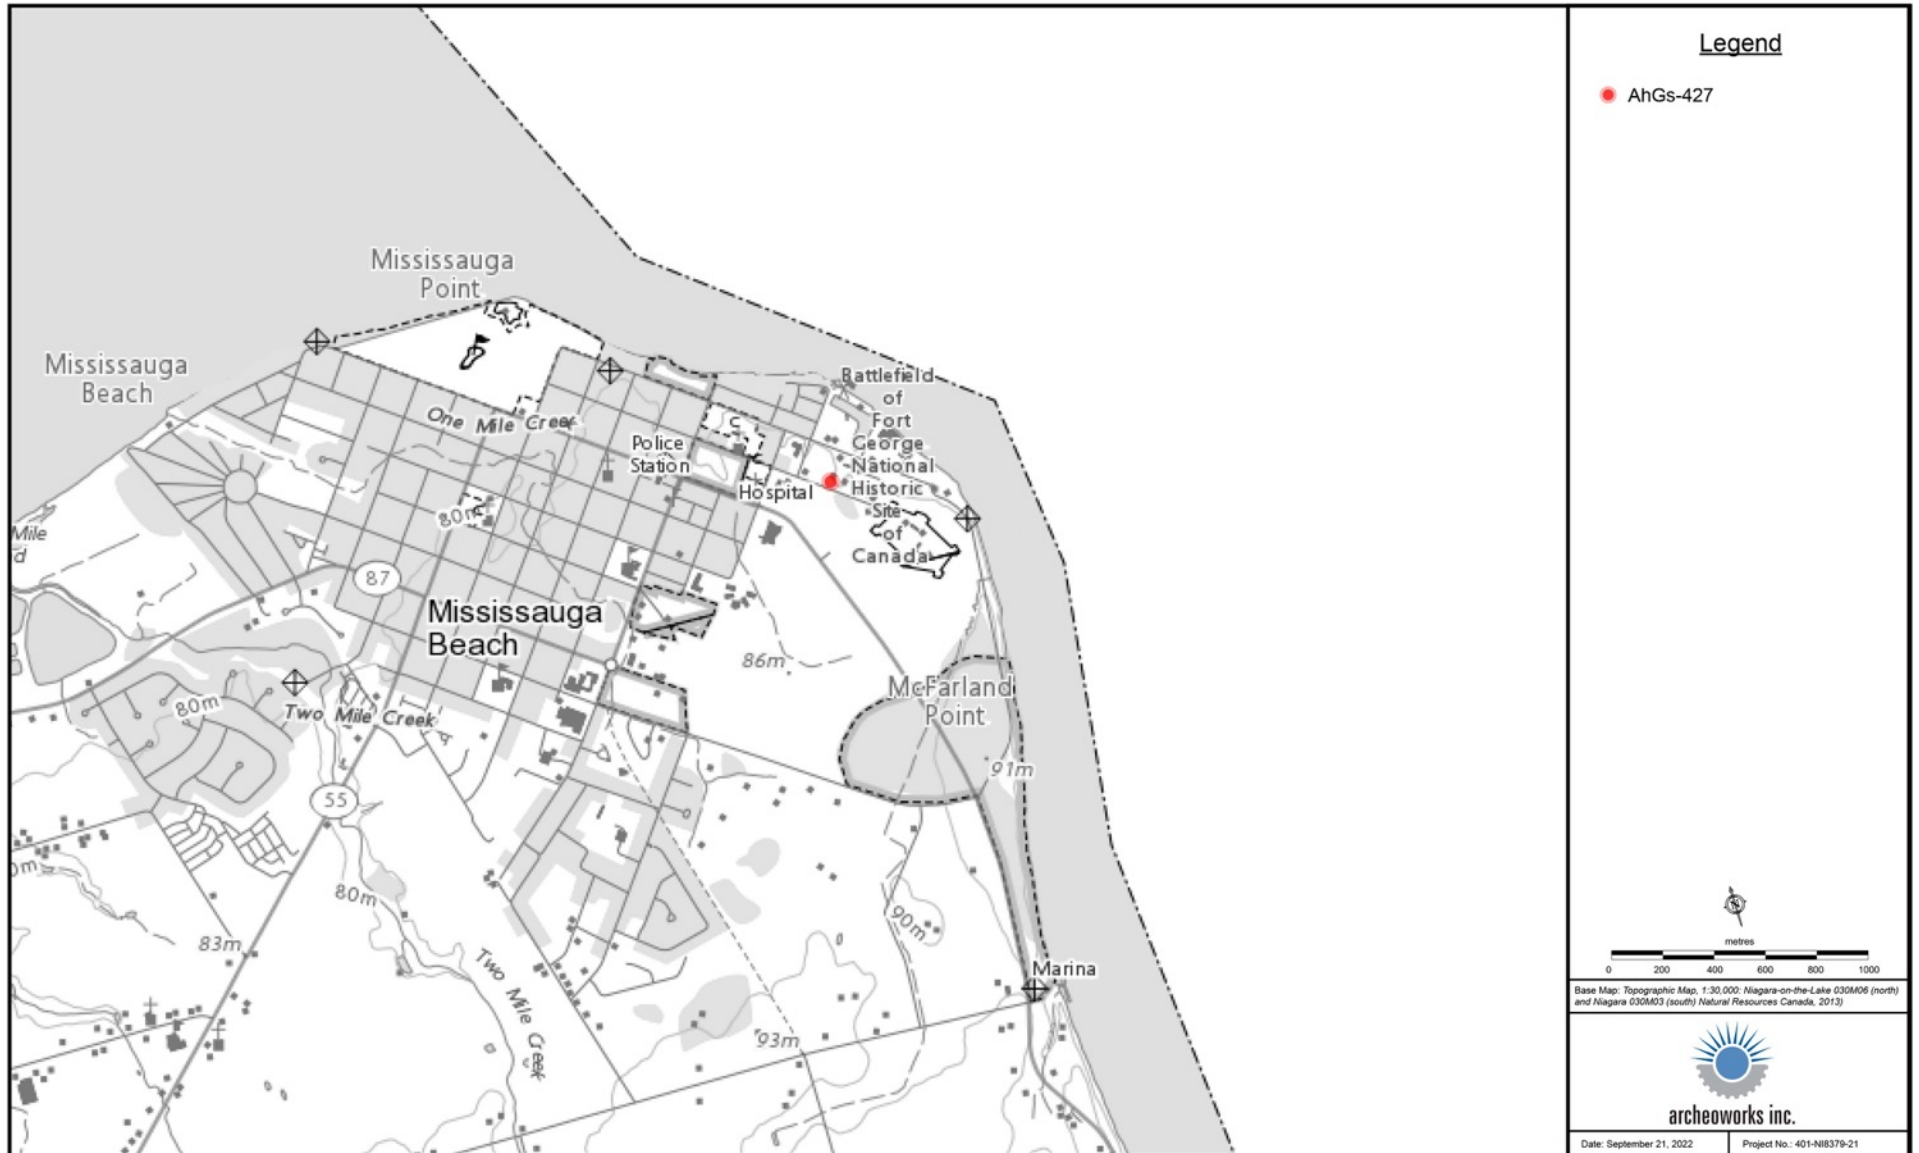 Legend
AhGs-427
Mississauga
Point
Mississauga
Beach
Battlefield
of
Fort
George
National
Historic
Site
of
Canada
One Mile Creek
Police
Station
C
Hospital
80m
Mile
d
87
Mississauga
Beach
86m
McFarland
Point
80m
Two Mile Creek
91m
55
0m
80m
90m
83m
Two Mile Creek
Marina
93m
N
metres
0 200 400 600 800 1000
Base Map: Topographic Map, 1:30,000: Niagara-on-the-Lake 030M06 (north)
and Niagara 030M03 (south) Natural Resources Canada, 2013)
archeoworks inc.
Date: September 21, 2022
Project No.: 401-NI8379-21